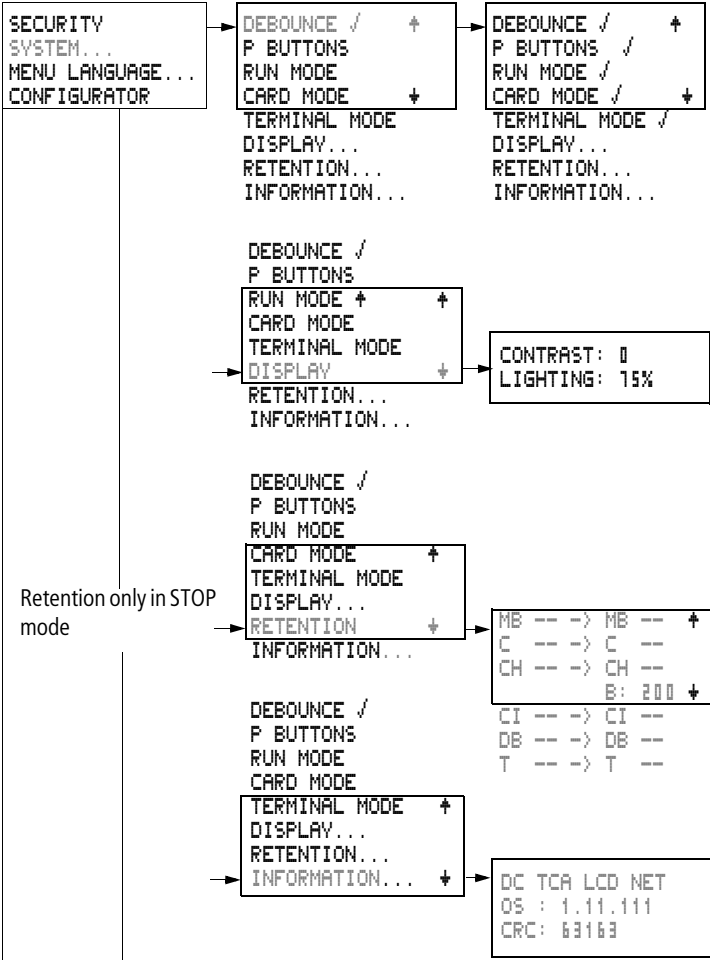 SECURITY
SYSTEM...
MENU LANGUAGE...
CONFIGURATOR
DEBOUNCE √
P BUTTONS
RUN MODE
CARD MODE
TERMINAL MODE
DISPLAY...
RETENTION...
INFORMATION...
DEBOUNCE √
P BUTTONS √
RUN MODE √
CARD MODE √
TERMINAL MODE √
DISPLAY...
RETENTION...
INFORMATION...
DEBOUNCE √
P BUTTONS
RUN MODE
CARD MODE
TERMINAL MODE
DISPLAY
RETENTION...
INFORMATION...
CONTRAST: 0
LIGHTING: 75%
DEBOUNCE √
P BUTTONS
RUN MODE
CARD MODE
TERMINAL MODE
DISPLAY...
RETENTION
INFORMATION...
Retention only in STOP
mode
MB -- -> MB --
C -- -> C --
CH -- -> CH --
B: 200
CI -- -> CI --
DB -- -> DB --
T -- -> T --
DEBOUNCE √
P BUTTONS
RUN MODE
CARD MODE
TERMINAL MODE
DISPLAY...
RETENTION...
INFORMATION...
DC TCA LCD NET
OS : 1.11.111
CRC: 63163